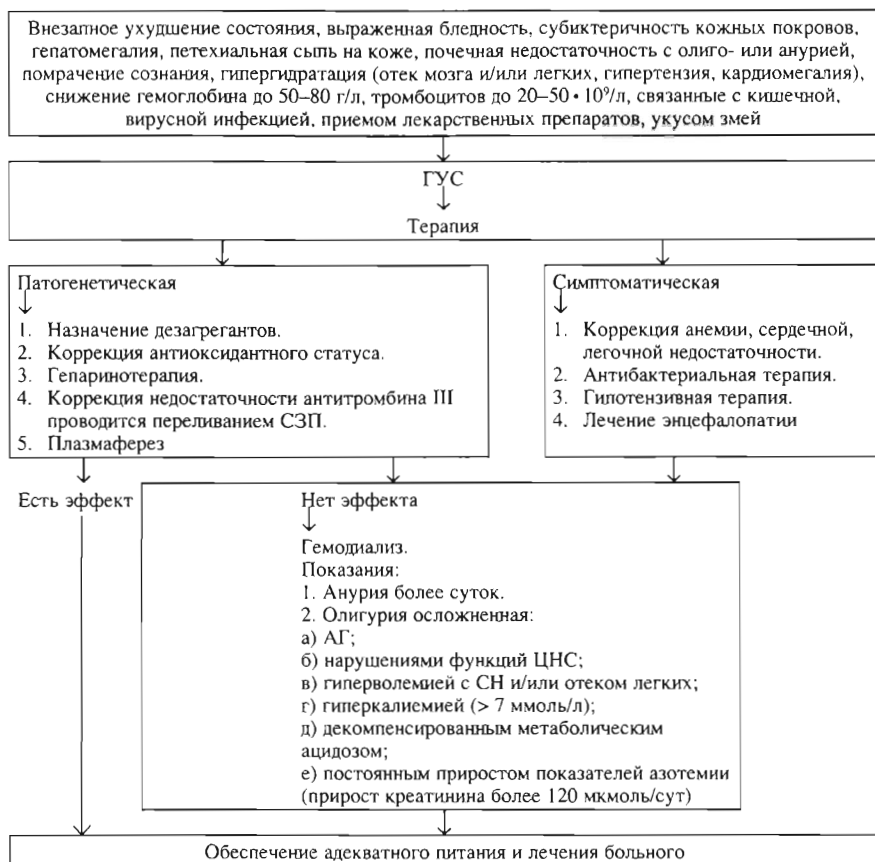 Внезапное ухудшение состояния, выраженная бледность, субиктеричность кожных покровов,
гепатомегалия, петехиальная сыпь на коже, почечная недостаточность с олиго- или анурией,
помрачение сознания, гипергидратация (отек мозга и/или легких, гипертензия, кардиомегалия),
снижение гемоглобина до 50–80 г/л, тромбоцитов до 20–50 • 10⁹/л, связанные с кишечной,
вирусной инфекцией, приемом лекарственных препаратов, укусом змей
ГУС
Терапия
Патогенетическая
1. Назначение дезагрегантов.
2. Коррекция антиоксидантного статуса.
3. Гепаринотерапия.
4. Коррекция недостаточности антитромбина III
проводится переливанием СЗП.
5. Плазмаферез
Симптоматическая
1. Коррекция анемии, сердечной,
легочной недостаточности.
2. Антибактериальная терапия.
3. Гипотензивная терапия.
4. Лечение энцефалопатии
Есть эффект
Нет эффекта
Гемодиализ.
Показания:
1. Анурия более суток.
2. Олигурия осложненная:
а) АГ;
б) нарушениями функций ЦНС;
в) гиперволемией с СН и/или отеком легких;
г) гиперкалиемией (> 7 ммоль/л);
д) декомпенсированным метаболическим
ацидозом;
е) постоянным приростом показателей азотемии
(прирост креатинина более 120 мкмоль/сут)
Обеспечение адекватного питания и лечения больного